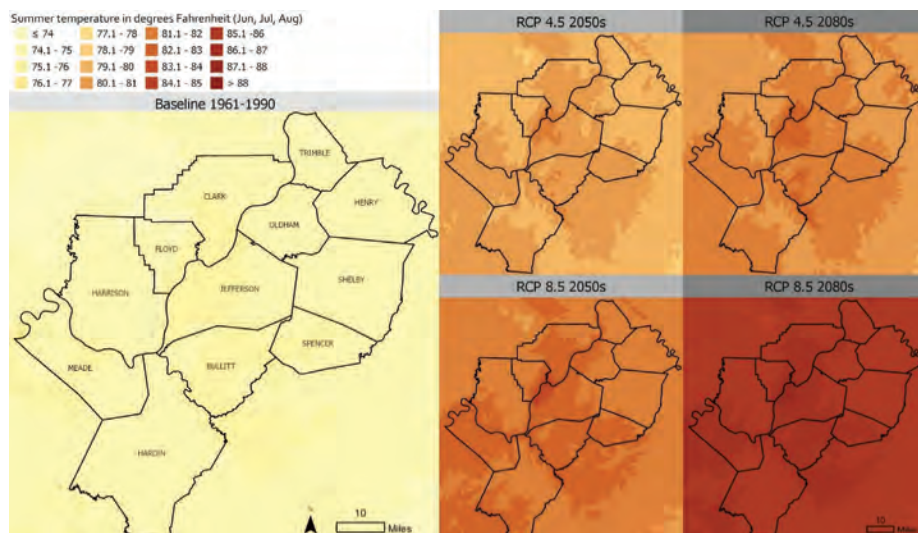 Summer temperature in degrees Fahrenheit (Jun, Jul, Aug)
≤ 74 77.1 - 78 81.1 - 82 85.1 -86
74.1 - 75 78.1 -79 82.1 - 83 86.1 - 87
75.1 -76 79.1 -80 83.1 - 84 87.1 - 88
76.1 - 77 80.1 - 81 84.1 - 85 > 88
Baseline 1961-1990
RCP 4.5 2050s
RCP 4.5 2080s
TRIMBLE
CLARK
HENRY
OLDHAM
FLOYD
SHELBY
JEFFERSON
HARRISON
SPENCER
MEADE
BULLITT
HARDIN
10
Miles
RCP 8.5 2050s
RCP 8.5 2080s
10
Miles